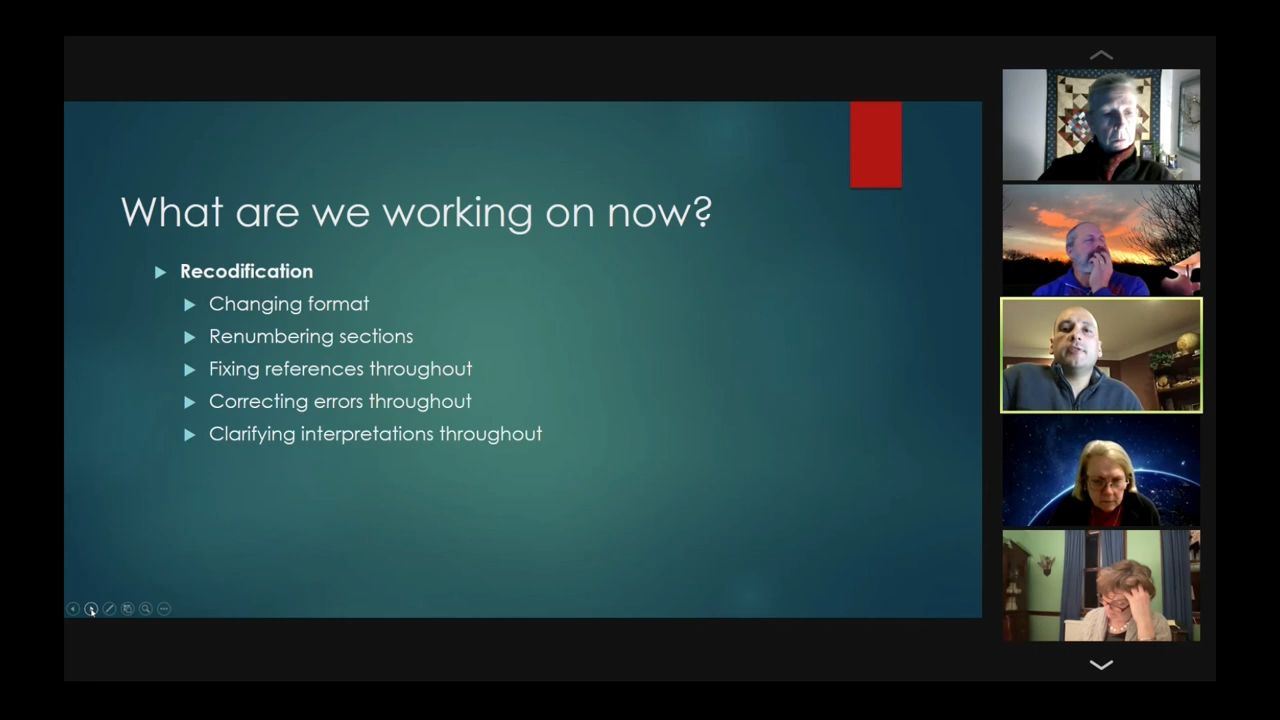 What are we working on now?
Recodification
Changing format
Renumbering sections
Fixing references throughout
Correcting errors throughout
Clarifying interpretations throughout